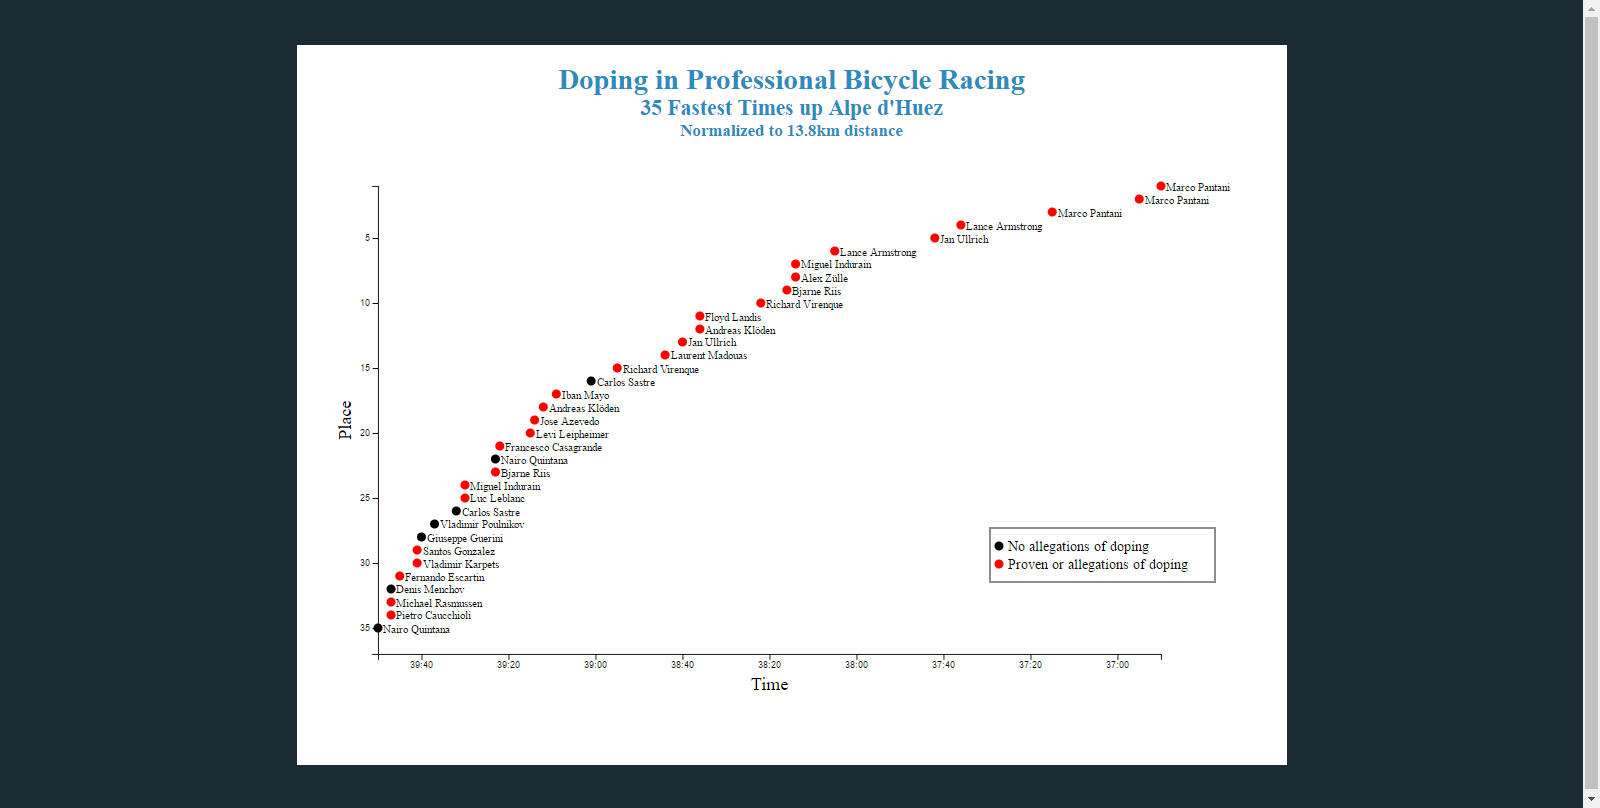 Doping in Professional Bicycle Racing
35 Fastest Times up Alpe d'Huez
Normalized to 13.8km distance
Marco Pantani
Marco Pantani
Marco Pantani
Lance Armstrong
5
Jan Ullrich
Lance Armstrong
Miguel Indurain
Alex Zülle
Bjarne Riis
10
Richard Virenque
Floyd Landis
Andreas Klöden
Jan Ullrich
Laurent Madouas
15
Richard Virenque
Carlos Sastre
Iban Mayo
Andreas Klöden
Jose Azevedo
Place
20
Levi Leipheimer
Francesco Casagrande
Nairo Quintana
Bjarne Riis
Miguel Indurain
25
Luc Leblanc
Carlos Sastre
Vladimir Poulnikov
Giuseppe Guerini
No allegations of doping
Santos Gonzalez
30
Vladimir Karpets
Proven or allegations of doping
Fernando Escartin
Denis Menchov
Michael Rasmussen
Pietro Caucchioli
35
Nairo Quintana
39:40 39:20 39:00 38:40 38:20 38:00 37:40 37:20 37:00
Time